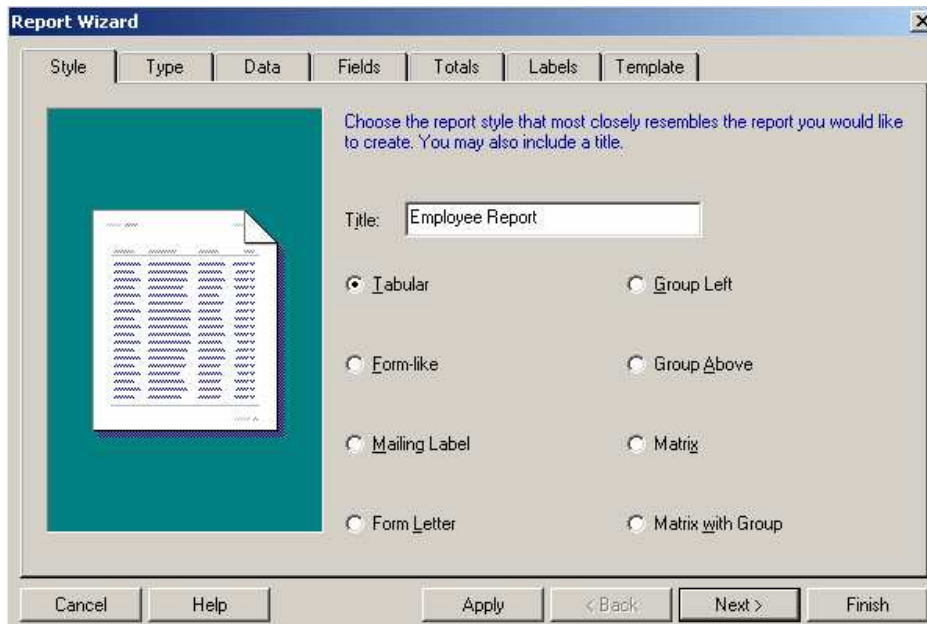 Report Wizard
Style Type Data Fields Totals Labels Template
Choose the report style that most closely resembles the report you would like
to create. You may also include a title.
Title: Employee Report
Tabular Group Left
Form-like Group Above
Mailing Label Matrix
Form Letter Matrix with Group
Cancel Help Apply < Back Next > Finish